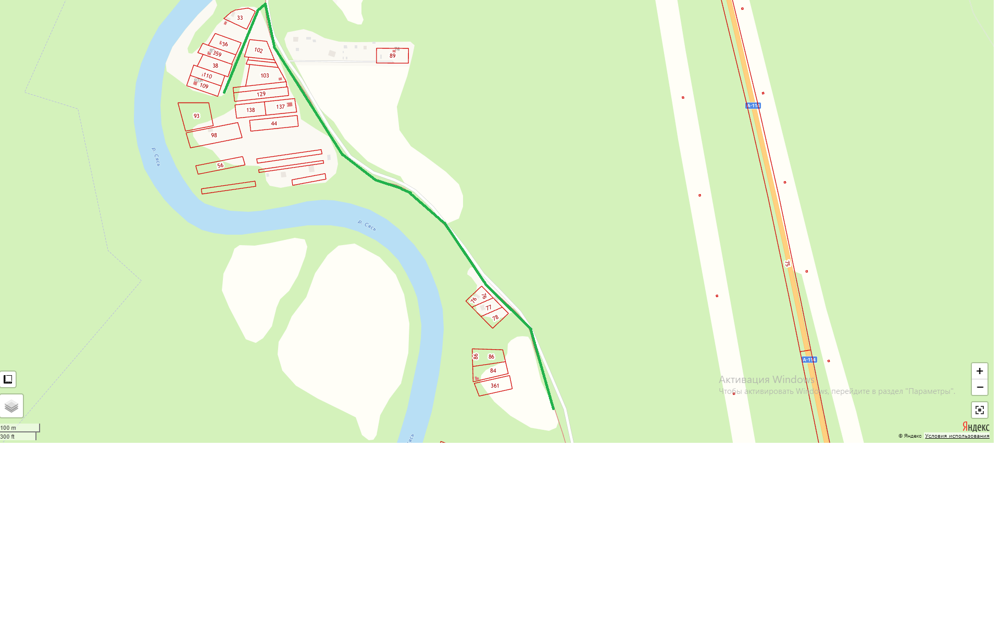 33
36
359
38
110
109
102
103
129
138
137
44
93
98
56
74
89
р. Сясь
р. Сясь
76
76
77
78
86
86
84
361
А-114
75
А-114
Активация Windows
Чтобы активировать Windows, перейдите в раздел "Параметры".
+
−
100 m
300 ft
Яндекс
© Яндекс Условия использования